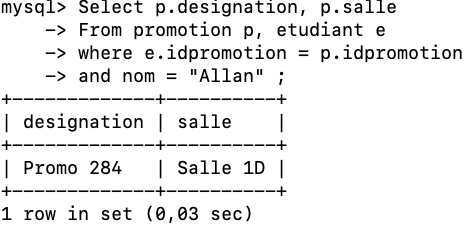 mysql> Select p.designation, p.salle
    -> From promotion p, etudiant e
    -> where e.idpromotion = p.idpromotion
    -> and nom = "Allan" ;
+-------------+----------+
| designation | salle    |
+-------------+----------+
| Promo 284   | Salle 1D |
+-------------+----------+
1 row in set (0,03 sec)